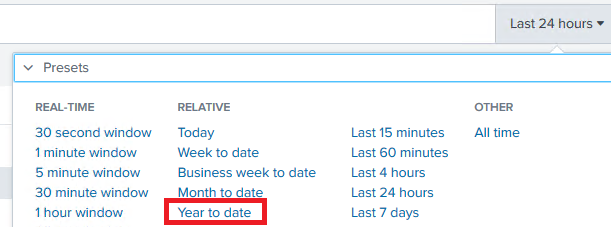 Last 24 hours
Presets
REAL-TIME RELATIVE OTHER
30 second window Today Last 15 minutes All time
1 minute window Week to date Last 60 minutes
5 minute window Business week to date Last 4 hours
30 minute window Month to date Last 24 hours
1 hour window Year to date Last 7 days